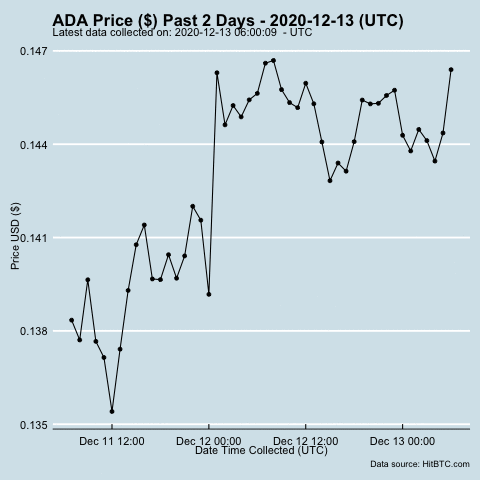 ADA Price ($) Past 2 Days - 2020-12-13 (UTC)
Latest data collected on: 2020-12-13 06:00:09  - UTC
0.147
0.144
0.141
0.138
0.135
Price USD ($)
Dec 11 12:00 Dec 12 00:00 Dec 12 12:00 Dec 13 00:00
Date Time Collected (UTC)
Data source: HitBTC.com